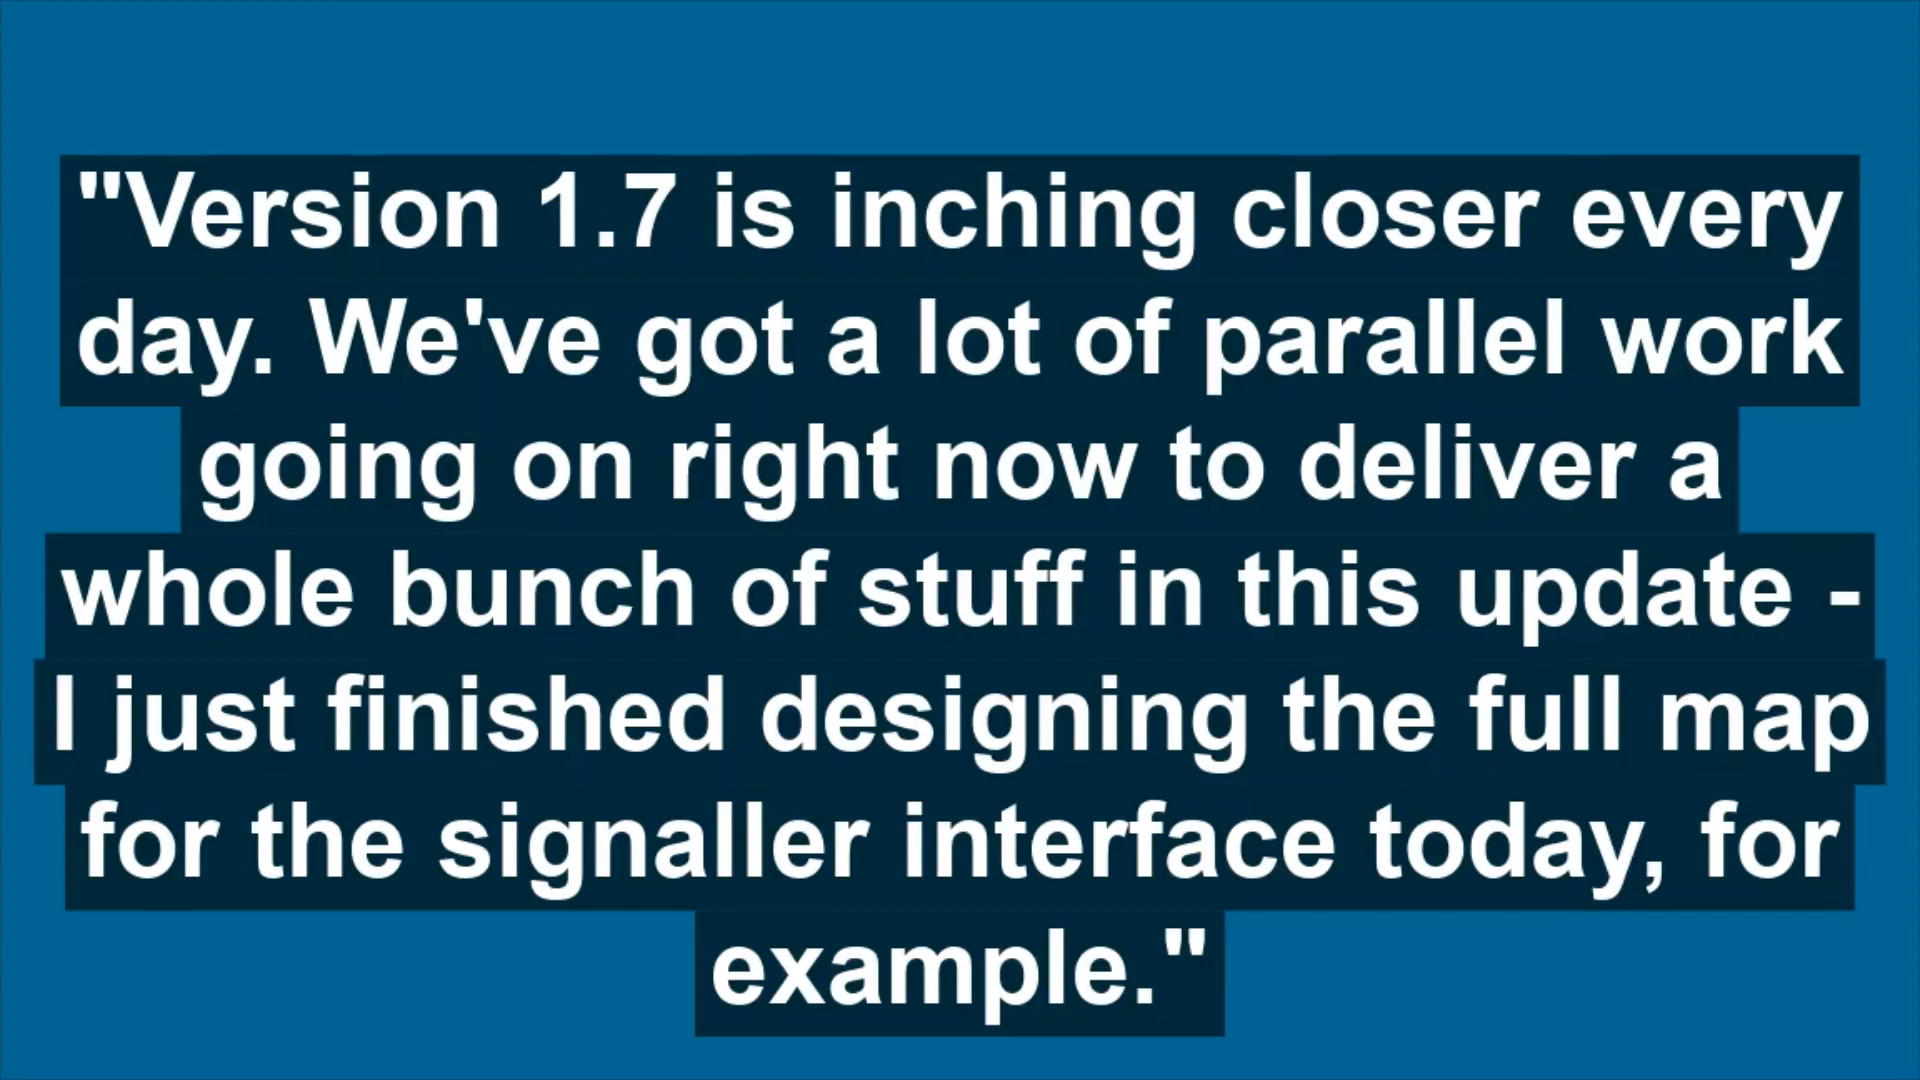 "Version 1.7 is inching closer every
day. We've got a lot of parallel work
going on right now to deliver a
whole bunch of stuff in this update -
I just finished designing the full map
for the signaller interface today, for
example."